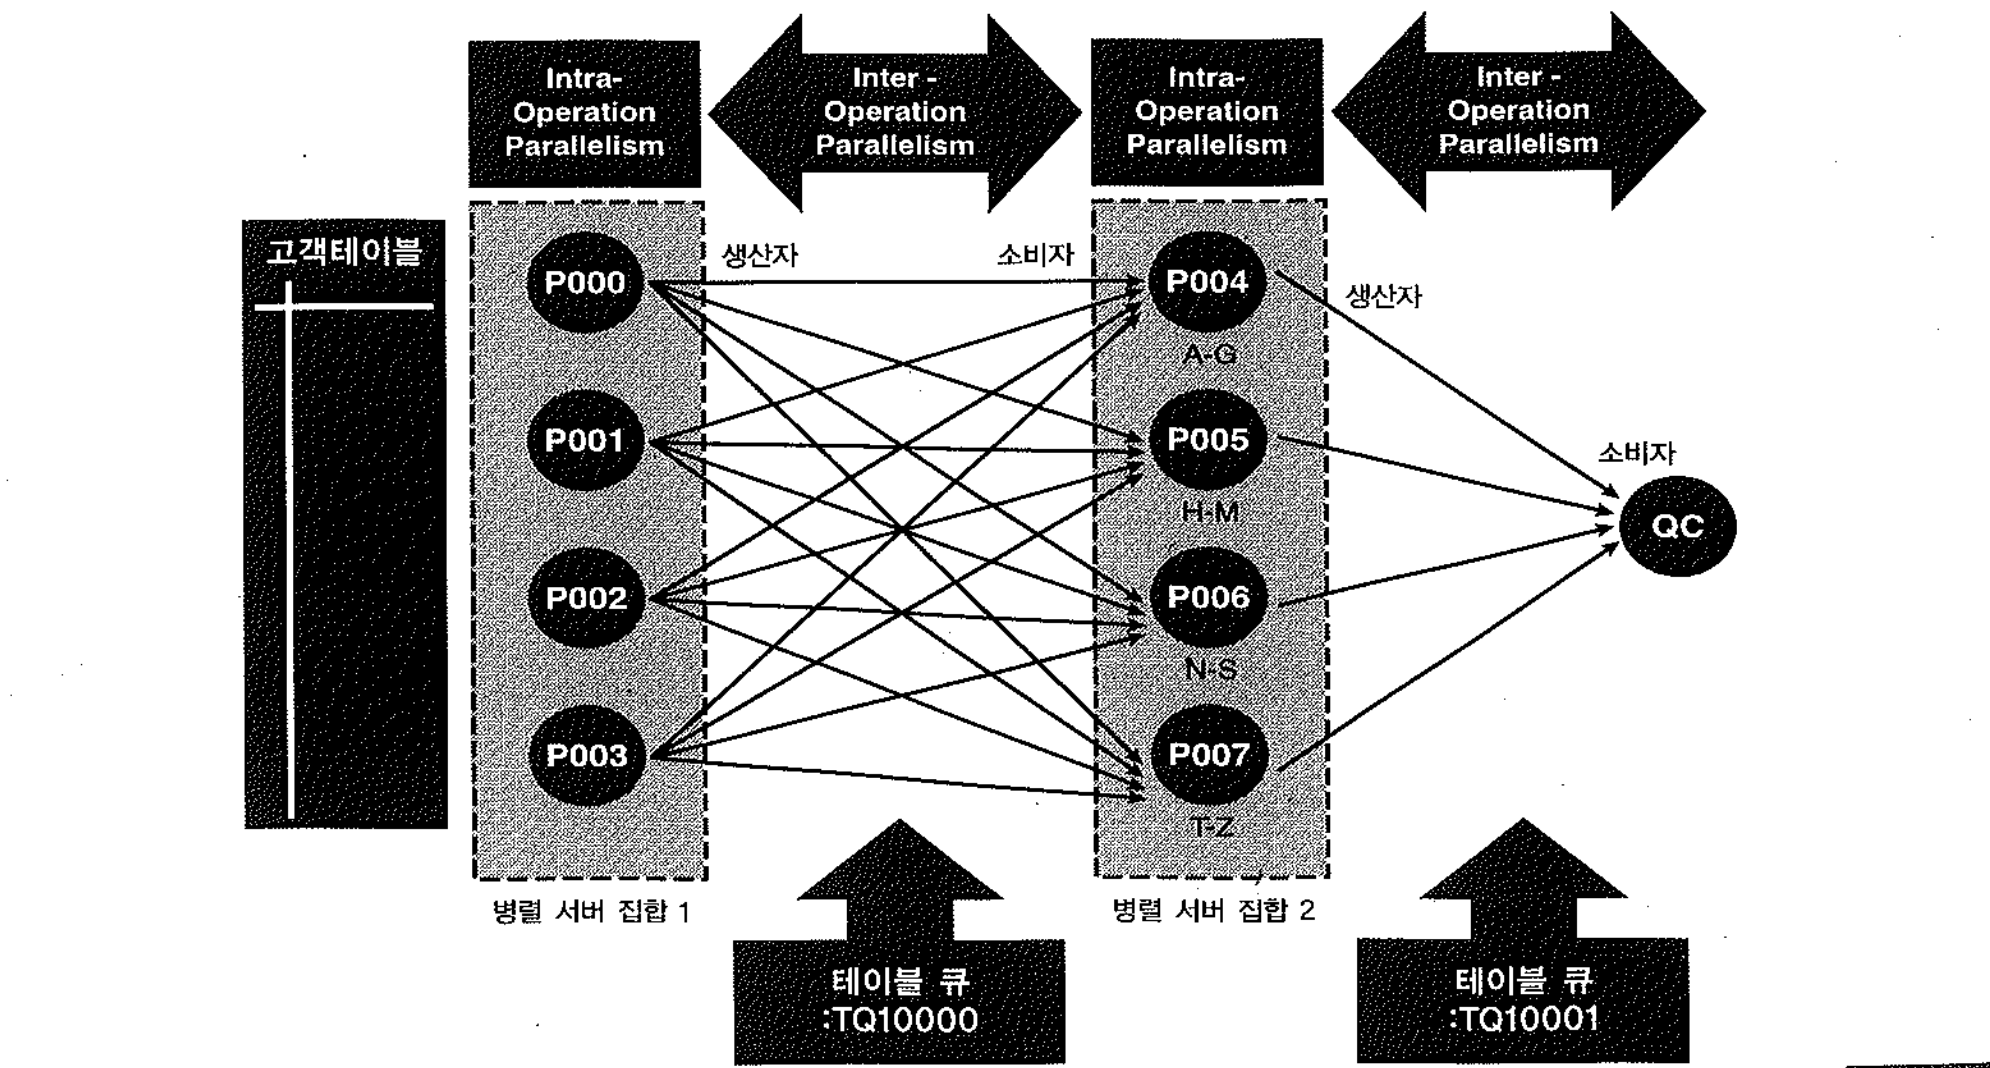 Intra-
Operation
Parallelism
Inter -
Operation
Parallelism
Intra-
Operation
Parallelism
Inter -
Operation
Parallelism
고객테이블
P000
P001
P002
P003
병렬 서버 집합 1
생산자
소비자
P004
A-G
P005
H-M
P006
N-S
P007
T-Z
병렬 서버 집합 2
생산자
소비자
QC
테이블 큐
:TQ10000
테이블 큐
:TQ10001